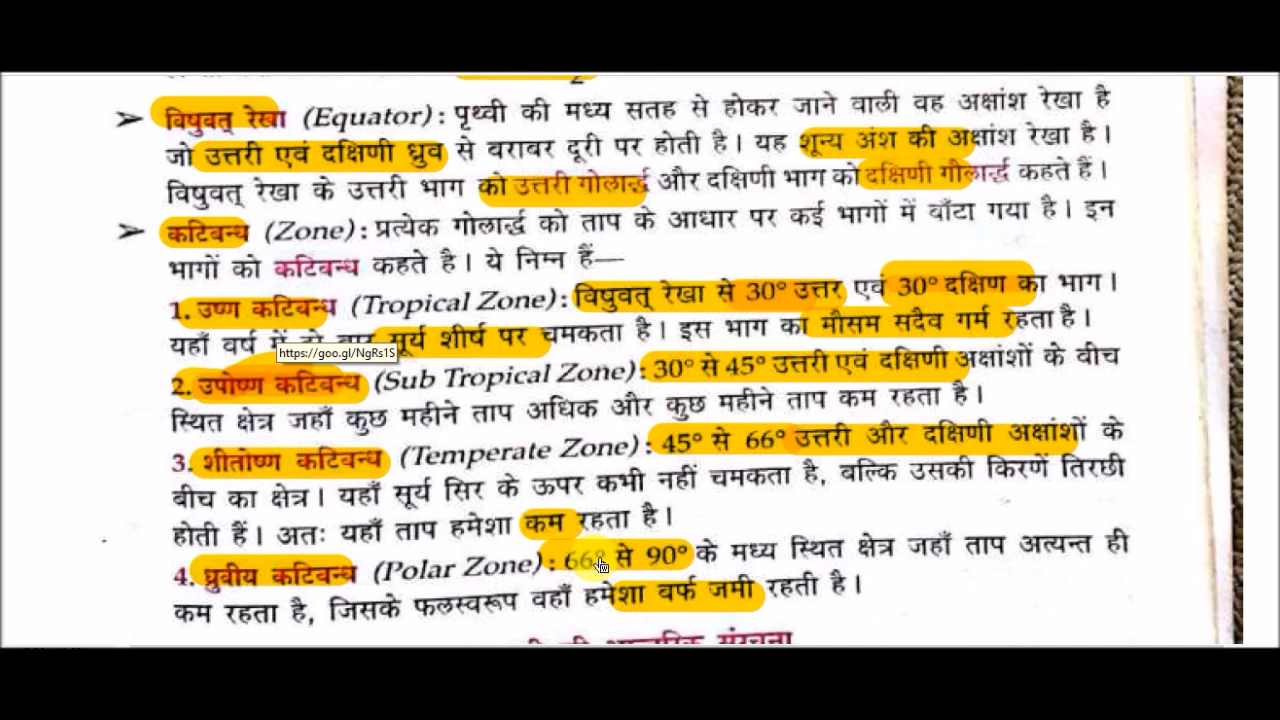 ➢ विषुवत् रेखा (Equator) : पृथ्वी की मध्य सतह से होकर जाने वाली वह अक्षांश रेखा है
जो उत्तरी एवं दक्षिणी ध्रुव से बराबर दूरी पर होती है। यह शून्य अंश की अक्षांश रेखा है।
विषुवत् रेखा के उत्तरी भाग को उत्तरी गोलार्द्ध और दक्षिणी भाग को दक्षिणी गोलार्द्ध कहते हैं।
➢ कटिबन्ध (Zone) : प्रत्येक गोलार्द्ध को ताप के आधार पर कई भागों में बाँटा गया है। इन
भागों को कटिबन्ध कहते है। ये निम्न हैं—
1. उष्ण कटिबन्ध (Tropical Zone) : विषुवत् रेखा से 30° उत्तर एवं 30° दक्षिण का भाग।
यहाँ वर्ष में सूर्य शीर्ष पर चमकता है। इस भाग का मौसम सदैव गर्म रहता है।
https://goo.gl/NgRs1S
2. उपोष्ण कटिबन्ध (Sub Tropical Zone) : 30° से 45° उत्तरी एवं दक्षिणी अक्षांशों के बीच
स्थित क्षेत्र जहाँ कुछ महीने ताप अधिक और कुछ महीने ताप कम रहता है।
3. शीतोष्ण कटिबन्ध (Temperate Zone) : 45° से 66° उत्तरी और दक्षिणी अक्षांशों के
बीच का क्षेत्र। यहाँ सूर्य सिर के ऊपर कभी नहीं चमकता है, बल्कि उसकी किरणें तिरछी
होती हैं। अतः यहाँ ताप हमेशा कम रहता है।
4. ध्रुवीय कटिबन्ध (Polar Zone) : 66° से 90° के मध्य स्थित क्षेत्र जहाँ ताप अत्यन्त ही
कम रहता है, जिसके फलस्वरूप वहाँ हमेशा बर्फ जमी रहती है।